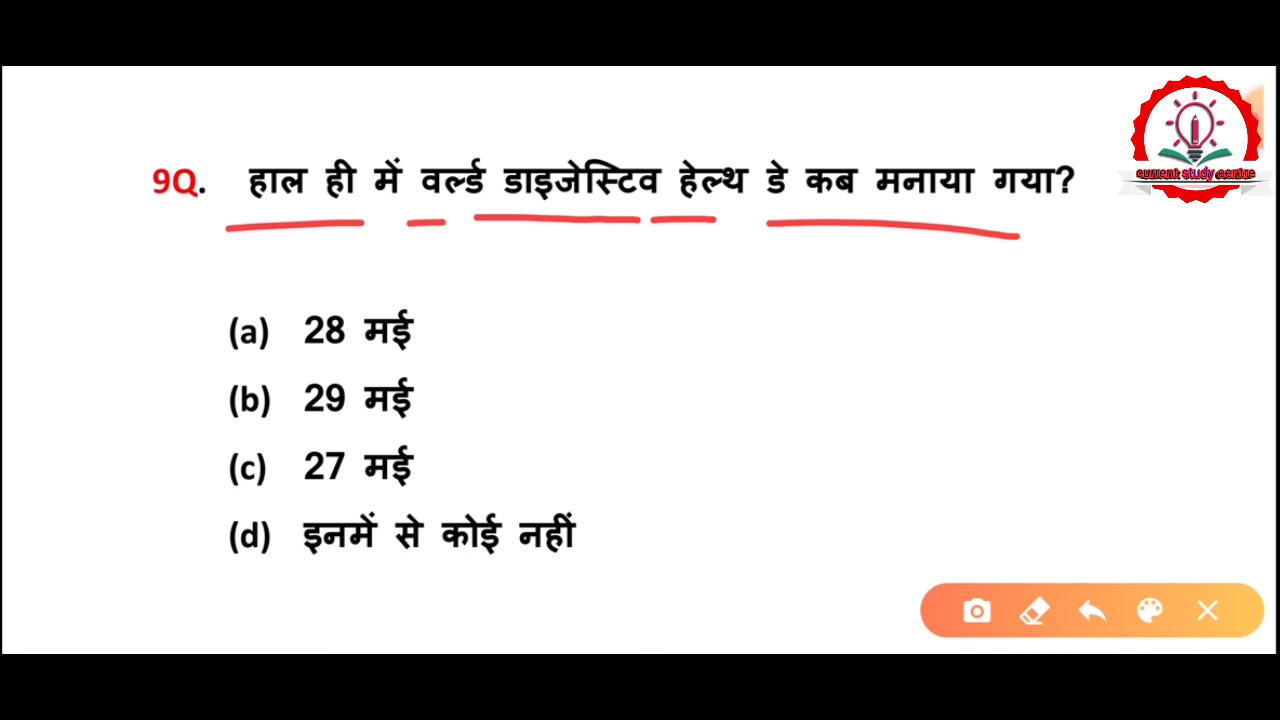 current study centre
9Q. हाल ही में वर्ल्ड डाइजेस्टिव हेल्थ डे कब मनाया गया?
(a) 28 मई
(b) 29 मई
(c) 27 मई
(d) इनमें से कोई नहीं